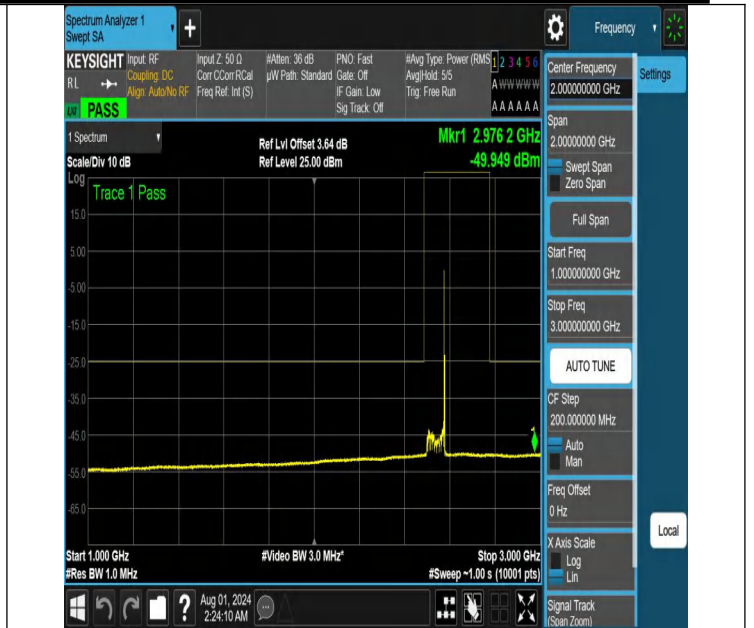 Spectrum Analyzer 1
Swept SA
Frequency
KEYSIGHT
RL
PASS
Input: RF
Coupling: DC
Align: Auto/No RF
Input Z: 50 Ω
Corr CCorr RCal
Freq Ref: Int (S)
#Atten: 36 dB
µW Path: Standard
PNO: Fast
Gate: Off
IF Gain: Low
Sig Track: Off
#Avg Type: Power (RMS
Avg|Hold: 5/5
Trig: Free Run
1 2 3 4 5 6
A W W W W W
A A A A A A
Center Frequency
2.000000000 GHz
Settings
1 Spectrum
Scale/Div 10 dB
Ref Lvl Offset 3.64 dB
Ref Level 25.00 dBm
Mkr1 2.976 2 GHz
-49.949 dBm
Span
2.00000000 GHz
Swept Span
Zero Span
Full Span
Start Freq
1.000000000 GHz
Stop Freq
3.000000000 GHz
AUTO TUNE
CF Step
200.000000 MHz
Auto
Man
Freq Offset
0 Hz
X Axis Scale
Log
Lin
Signal Track
(Span Zoom)
Local
Log
Trace 1 Pass
15.0
5.00
-5.00
-15.0
-25.0
-35.0
-45.0
-55.0
-65.0
1
Start 1.000 GHz
#Res BW 1.0 MHz
#Video BW 3.0 MHz*
Stop 3.000 GHz
#Sweep ~1.00 s (10001 pts)
?
Aug 01, 2024
2:24:10 AM